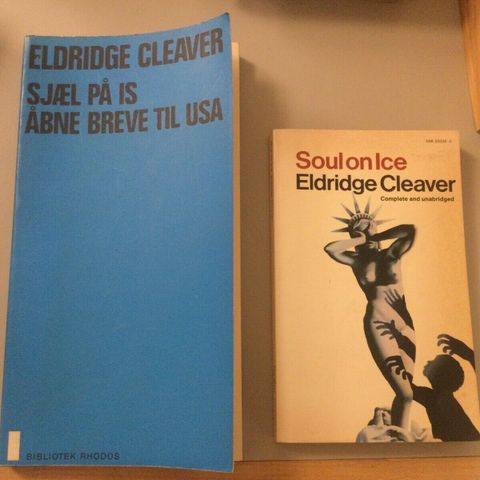 ELDRIDGE CLEAVER
SJÆL PÅ IS
ÅBNE BREVE TIL USA
BIBLIOTEK RHODOS
Soul on Ice
Eldridge Cleaver
Complete and unabridged